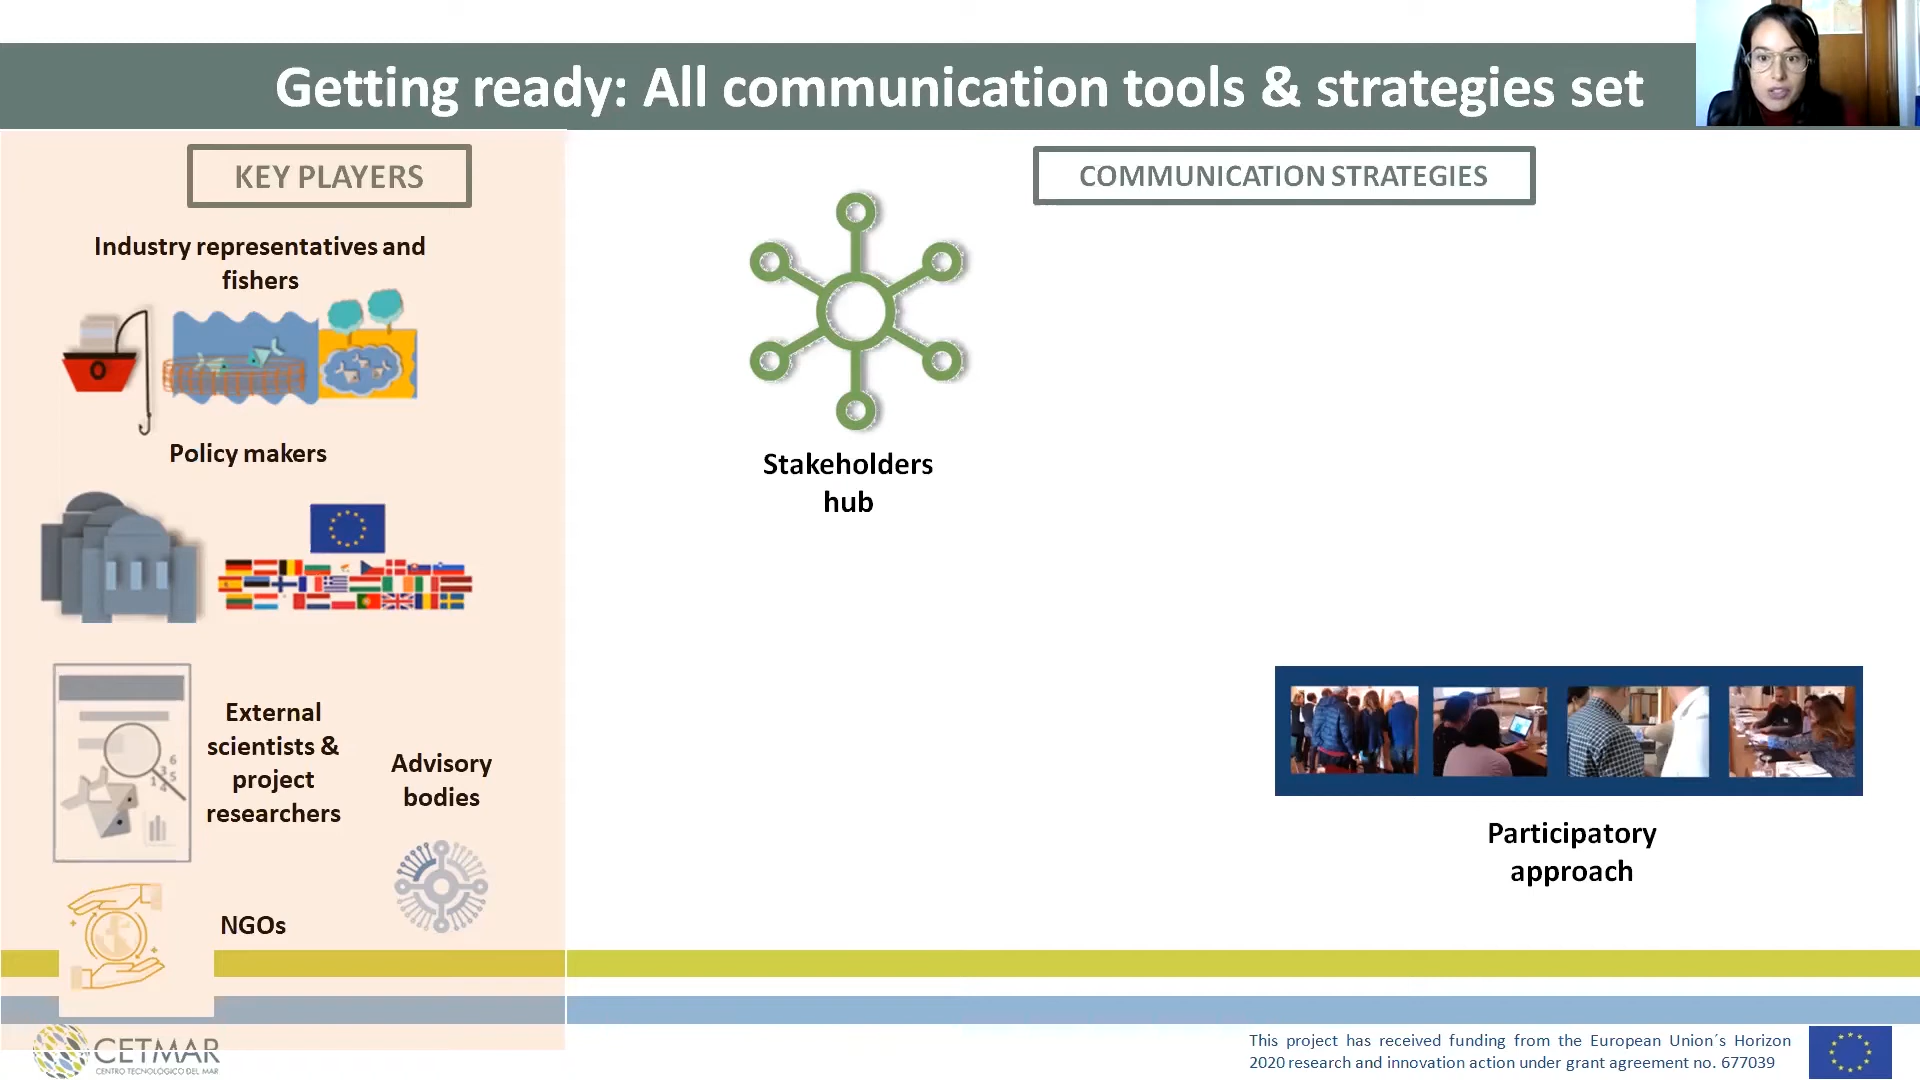 Getting ready: All communication tools & strategies set
KEY PLAYERS
Industry representatives and
fishers
Policy makers
External
scientists &
project
researchers
Advisory
bodies
NGOs
COMMUNICATION STRATEGIES
Stakeholders
hub
Participatory
approach
CETMAR
CENTRO TECNOLÓGICO DEL MAR
This project has received funding from the European Union´s Horizon
2020 research and innovation action under grant agreement no. 677039